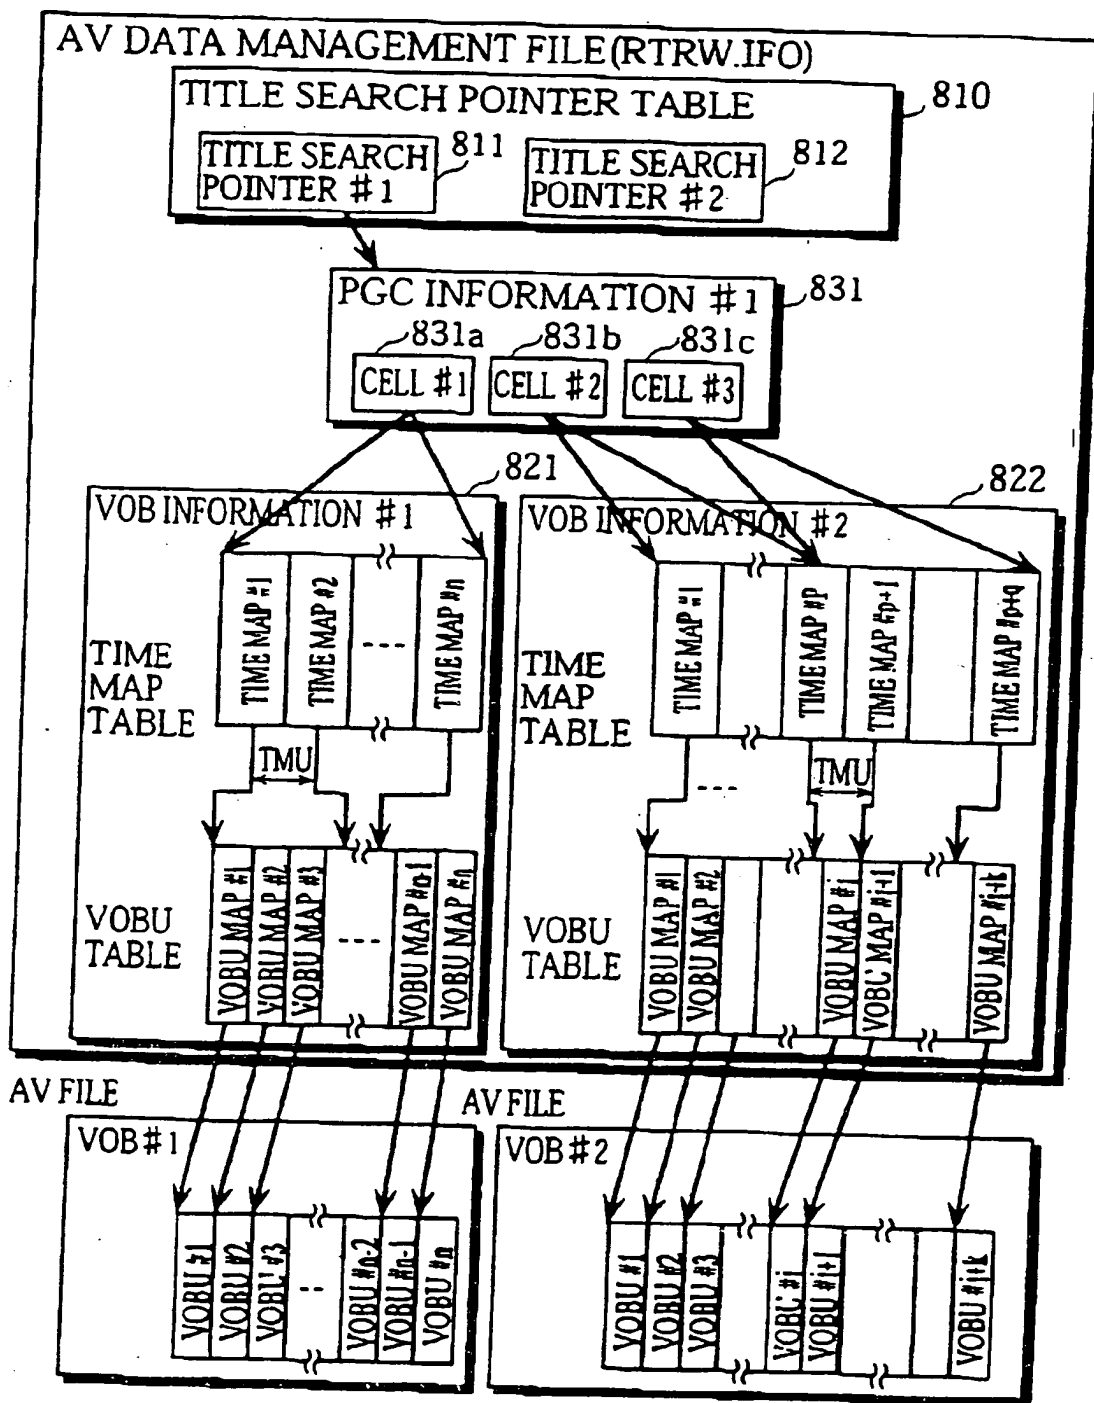 AV DATA MANAGEMENT FILE(RTRW.IFO)
TITLE SEARCH POINTER TABLE
810
TITLE SEARCH
POINTER #1
811
TITLE SEARCH
POINTER #2
812
PGC INFORMATION #1
831
831a
831b
831c
CELL #1
CELL #2
CELL #3
821
822
VOB INFORMATION #1
TIME
MAP
TABLE
TIME MAP #1
TIME MAP #2
TIME MAP #n
TMU
VOBU
TABLE
VOBU MAP #1
VOBU MAP #2
VOBU MAP #3
VOBU MAP #n-1
VOBU MAP #n
VOB INFORMATION #2
TIME
MAP
TABLE
TIME MAP #1
TIME MAP #P
TIME MAP #p+1
TIME MAP #p+q
TMU
VOBU
TABLE
VOBU MAP #1
VOBU MAP #2
VOBU MAP #i
VOBU MAP #i+1
VOBU MAP #i+k
AV FILE
VOB #1
VOBU #1
VOBU #2
VOBU #3
VOBU #n-2
VOBU #n-1
VOBU #n
AV FILE
VOB #2
VOBU #1
VOBU #2
VOBU #3
VOBU #i
VOBU #i+1
VOBU #i+k